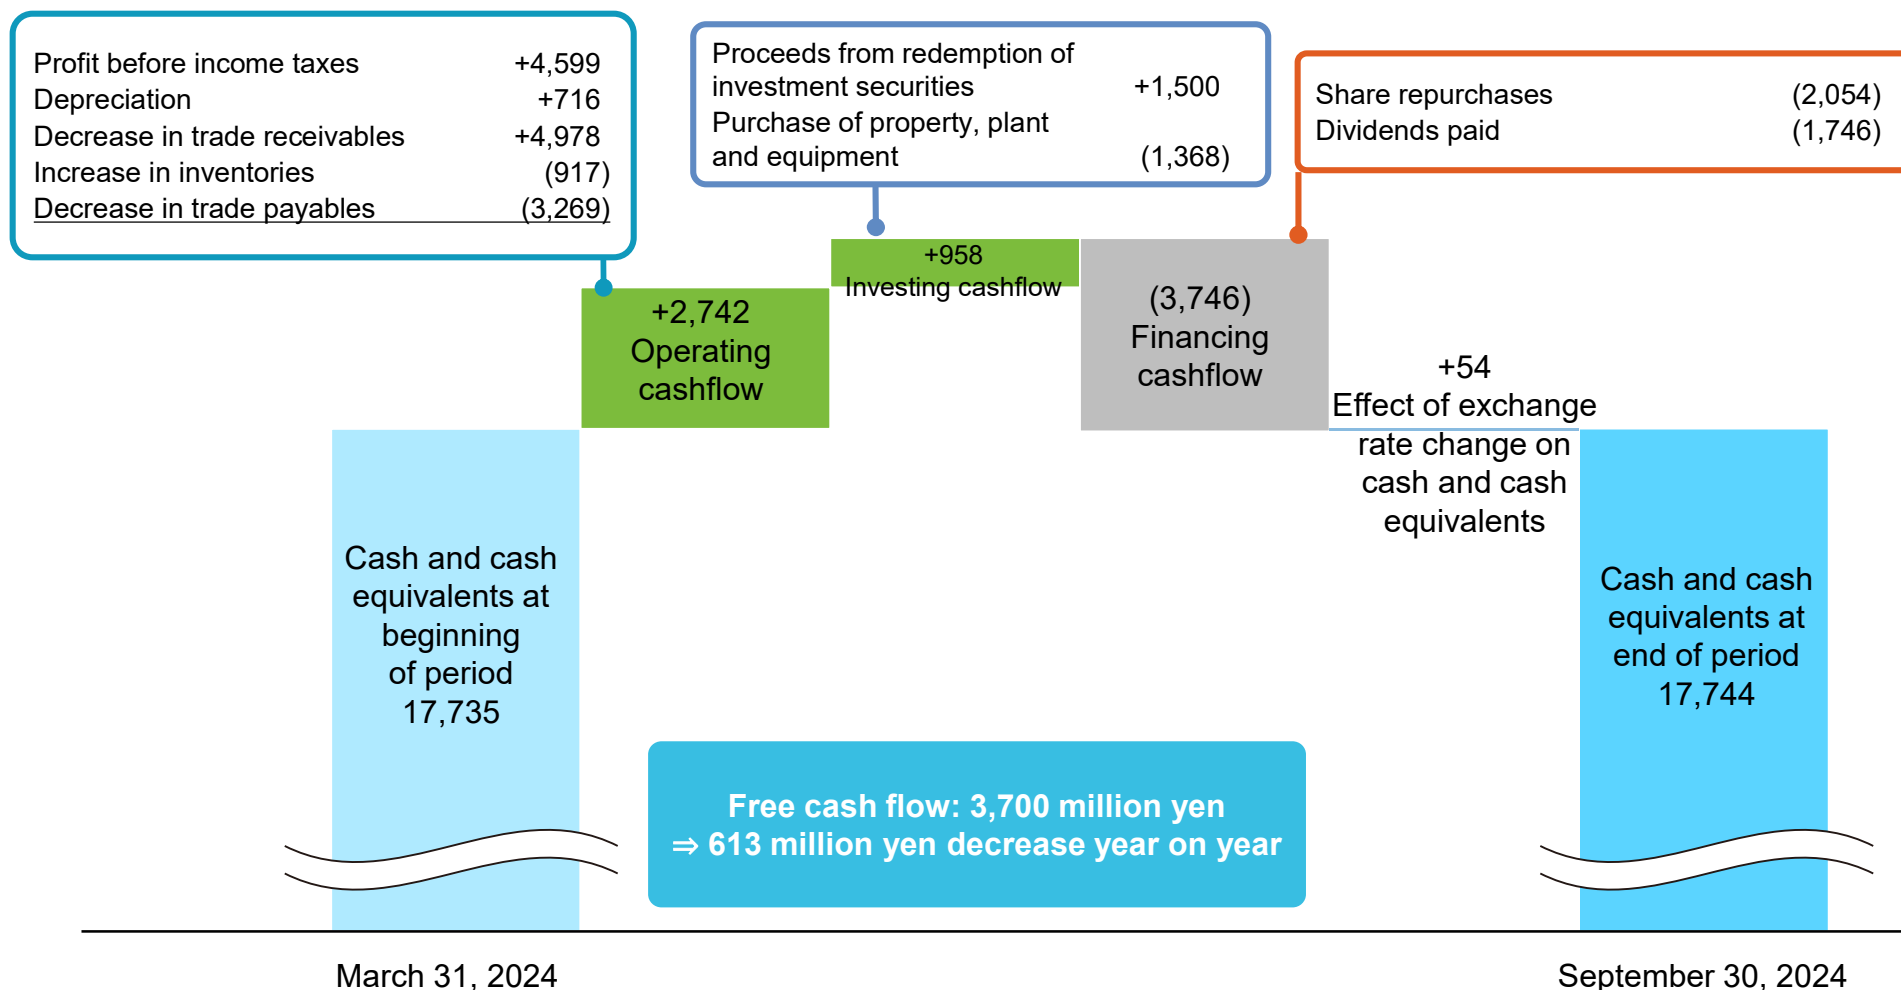 Profit before income taxes +4,599
Depreciation +716
Decrease in trade receivables +4,978
Increase in inventories (917)
Decrease in trade payables (3,269)
Proceeds from redemption of
investment securities +1,500
Purchase of property, plant
and equipment (1,368)
Share repurchases (2,054)
Dividends paid (1,746)
+2,742
Operating
cashflow
+958
Investing cashflow
(3,746)
Financing
cashflow
+54
Effect of exchange
rate change on
cash and cash
equivalents
Cash and cash
equivalents at
beginning
of period
17,735
Cash and cash
equivalents at
end of period
17,744
Free cash flow: 3,700 million yen
⇒ 613 million yen decrease year on year
March 31, 2024
September 30, 2024